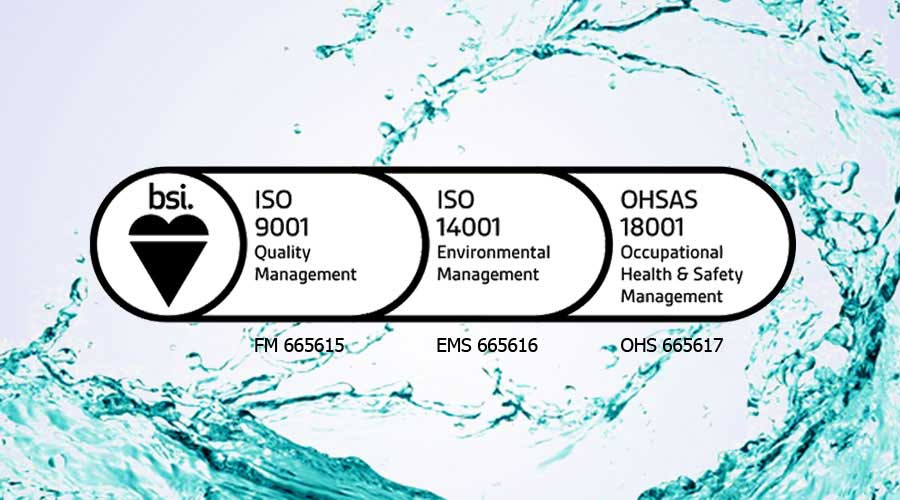 bsi.
ISO
9001
Quality
Management
ISO
14001
Environmental
Management
OHSAS
18001
Occupational
Health & Safety
Management
FM 665615
EMS 665616
OHS 665617